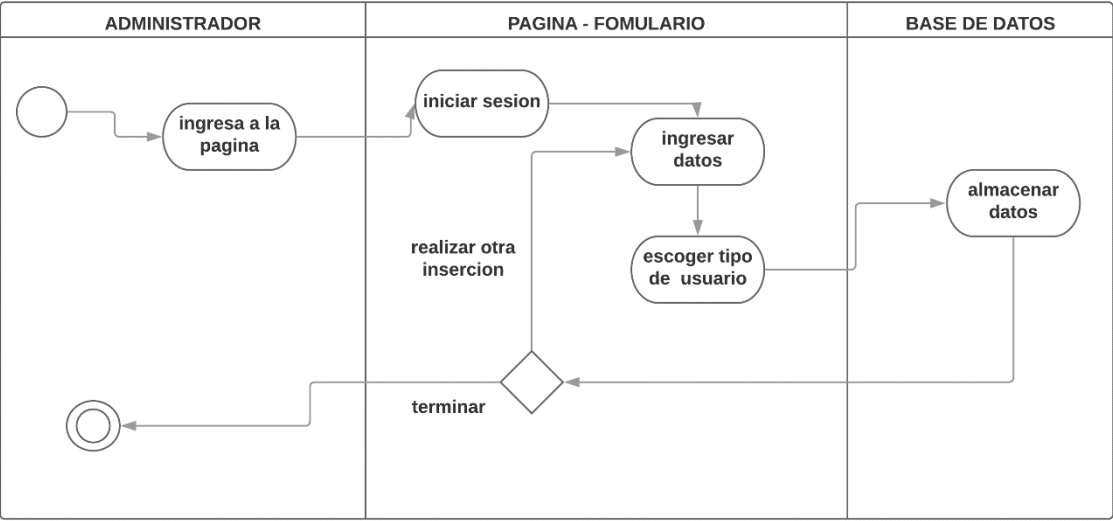 ADMINISTRADOR
PAGINA - FOMULARIO
BASE DE DATOS
ingresa a la
pagina
iniciar sesion
ingresar
datos
almacenar
datos
realizar otra
insercion
escoger tipo
de usuario
terminar